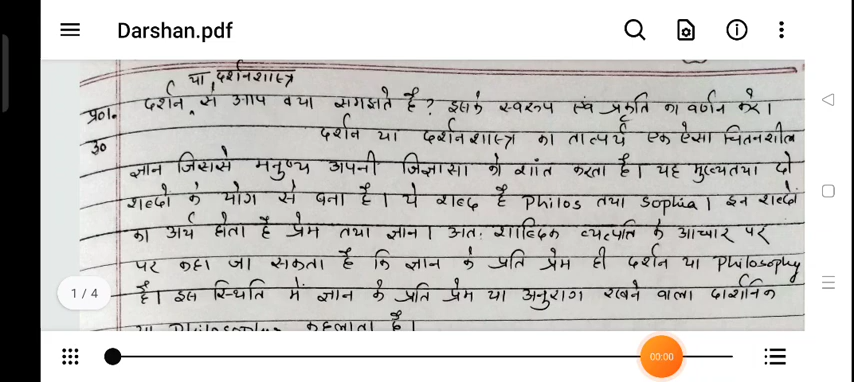 Darshan.pdf
या दर्शनशास्त्र
प्र01. दर्शन से आप क्या समझते है? इसके स्वरूप एवं प्रकृति का वर्णन करे।
उ0 दर्शन या दर्शनशास्त्र का तात्पर्य एक ऐसा चिंतनशील
ज्ञान जिससे मनुष्य अपनी जिज्ञासा को शांत करता है। यह मुख्यतया दो
शब्दो के योग से बना है। ये शब्द है Philos तथा Sophia। इन शब्दो
का अर्थ होता है प्रेम तथा ज्ञान। अतः शाब्दिक व्यत्पति के आधार पर
पर कहा जा सकता है कि ज्ञान के प्रति प्रेम ही दर्शन या Philosophy
है। इस स्थिति में ज्ञान के प्रति प्रेम या अनुराग रखने वाला दार्शनिक
या कहलाता है।
1 / 4
00:00